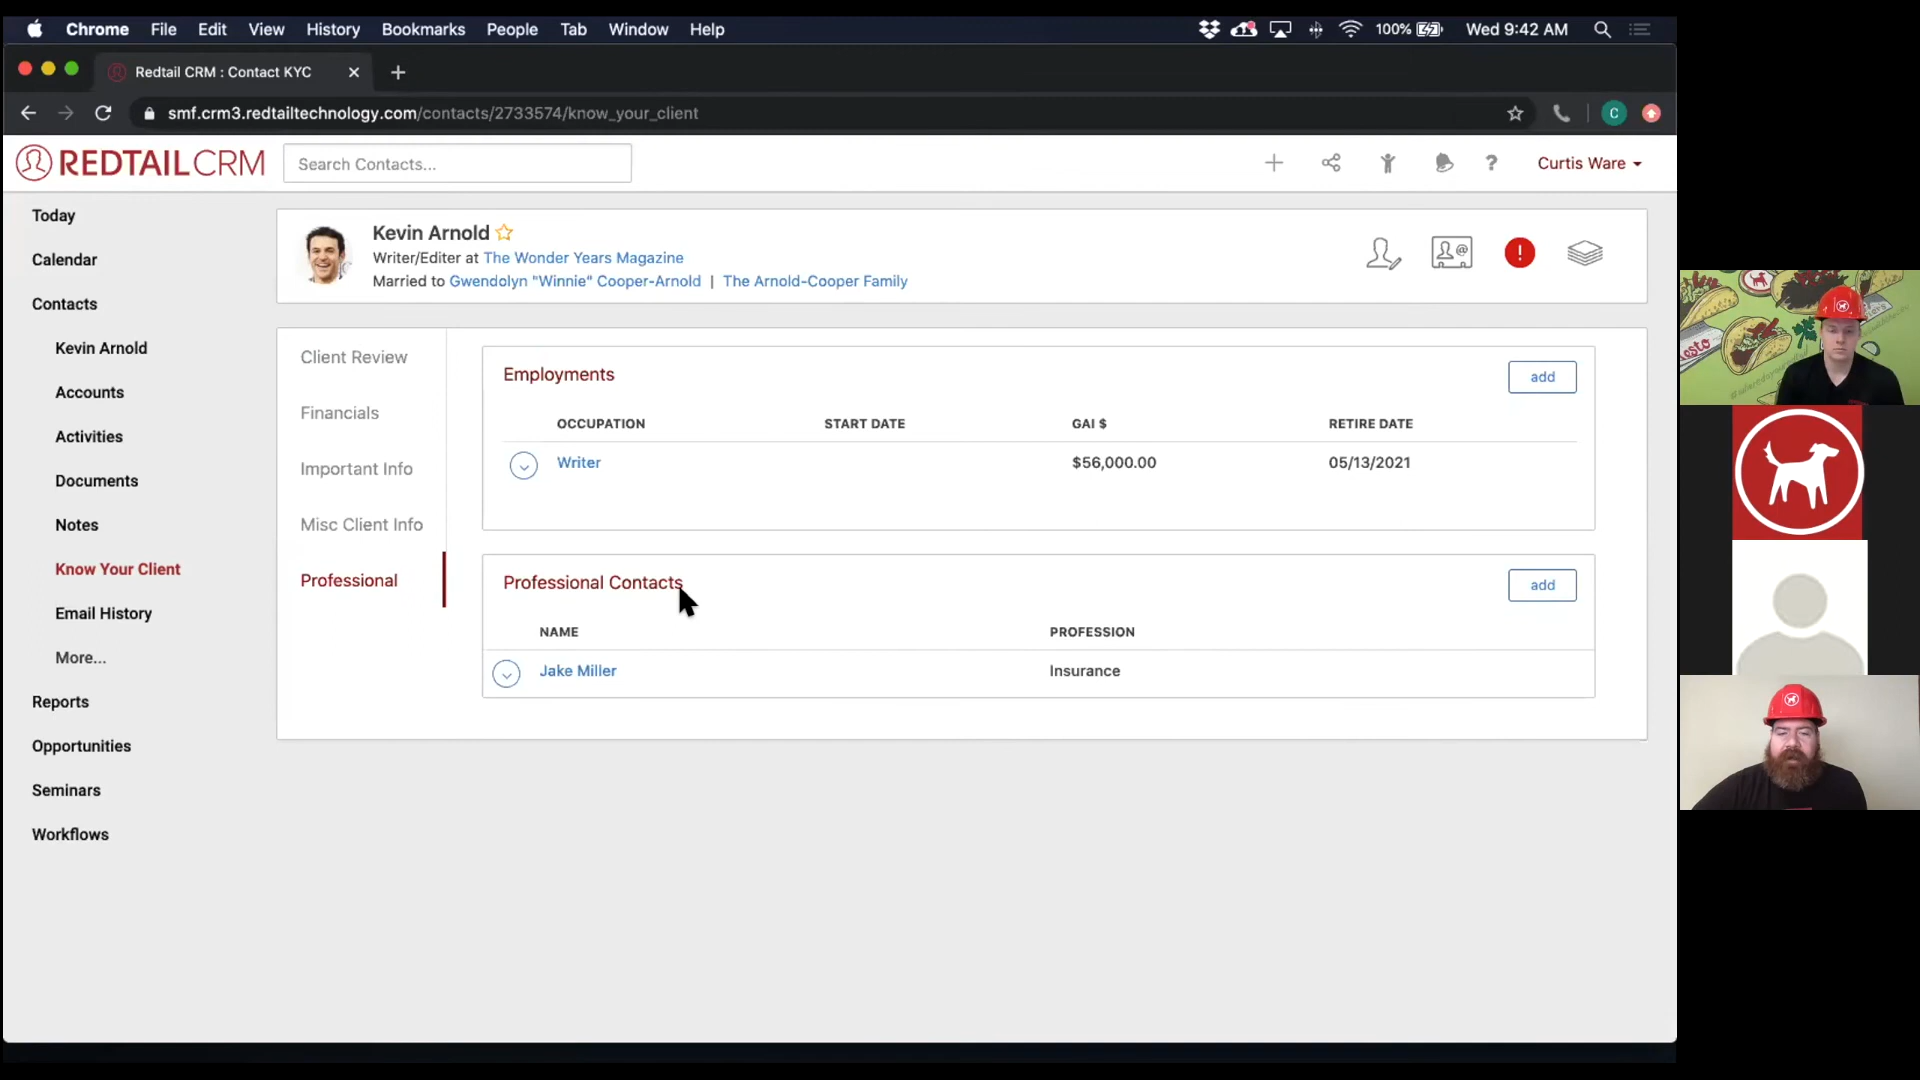 Chrome File Edit View History Bookmarks People Tab Window Help 100% Wed 9:42 AM
Redtail CRM : Contact KYC
smf.crm3.redtailtechnology.com/contacts/2733574/know_your_client
C
REDTAILCRM
Search Contacts...
? Curtis Ware
Today
Calendar
Contacts
Kevin Arnold
Accounts
Activities
Documents
Notes
Know Your Client
Email History
More...
Reports
Opportunities
Seminars
Workflows
Kevin Arnold
Writer/Editer at The Wonder Years Magazine
Married to Gwendolyn "Winnie" Cooper-Arnold | The Arnold-Cooper Family
Client Review
Financials
Important Info
Misc Client Info
Professional
Employments add
OCCUPATION START DATE GAI $ RETIRE DATE
Writer $56,000.00 05/13/2021
Professional Contacts add
NAME PROFESSION
Jake Miller Insurance